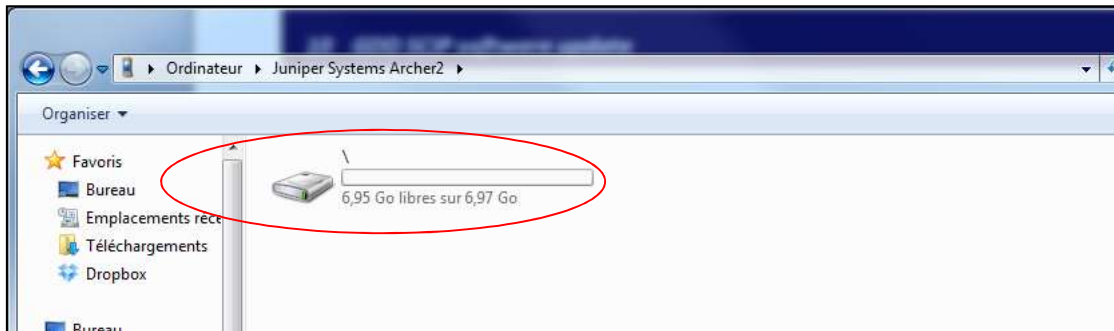 Ordinateur ▸ Juniper Systems Archer2 ▸
Organiser
Favoris
Bureau
Emplacements réce
Téléchargements
Dropbox
Bureau
\
6,95 Go libres sur 6,97 Go